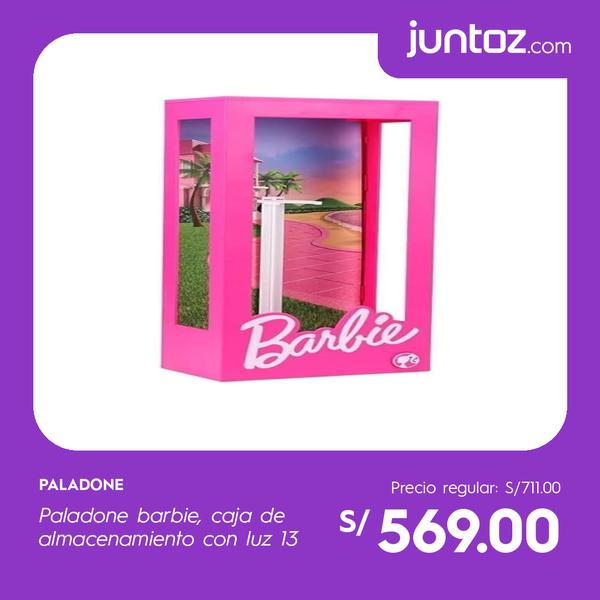 juntoz.com
Barbie
PALADONE
Paladone barbie, caja de
almacenamiento con luz 13
Precio regular: S/711.00
S/ 569.00